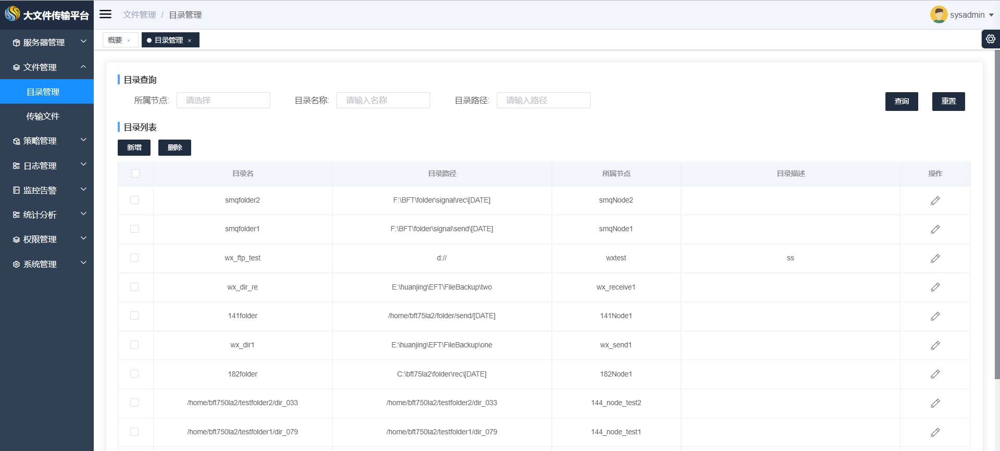 大文件传输平台
文件管理 / 目录管理
sysadmin
概要 ×
目录管理 ×
服务器管理
文件管理
目录管理
传输文件
策略管理
日志管理
监控告警
统计分析
权限管理
系统管理
目录查询
所属节点: 请选择 目录名称: 请输入名称 目录路径: 请输入路径 查询 重置
目录列表
新增 删除
目录名 目录路径 所属节点 目录描述 操作
smqfolder2 F:\BFT\folder\signal\rec\[DATE] smqNode2
smqfolder1 F:\BFT\folder\signal\send\[DATE] smqNode1
wx_ftp_test d:// wxtest ss
wx_dir_re E:\huanjing\EFT\FileBackup\two wx_receive1
141folder /home/bft75la2/folder/send/[DATE] 141Node1
wx_dir1 E:\huanjing\EFT\FileBackup\one wx_send1
182folder C:\bft75la2\folder\rec\[DATE] 182Node1
/home/bft750la2/testfolder2/dir_033 /home/bft750la2/testfolder2/dir_033 144_node_test2
/home/bft750la2/testfolder1/dir_079 /home/bft750la2/testfolder1/dir_079 144_node_test1